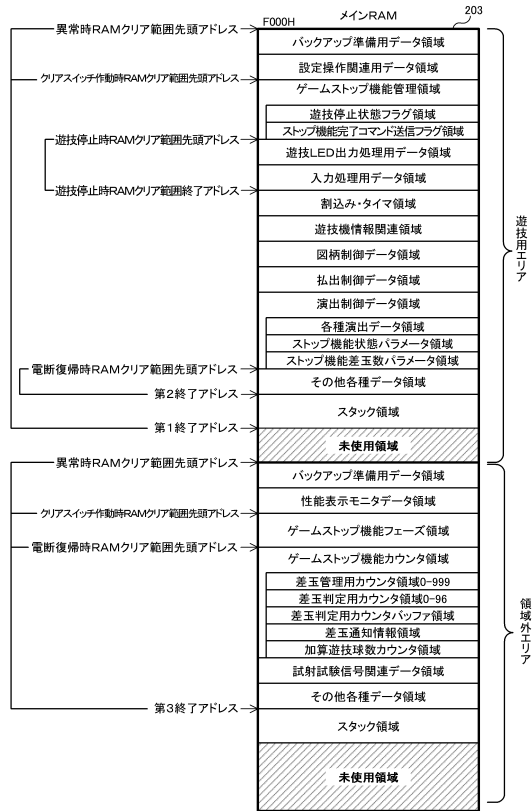 メインRAM
203
F000H
異常時RAMクリア範囲先頭アドレス
バックアップ準備用データ領域
設定操作関連用データ領域
クリアスイッチ作動時RAMクリア範囲先頭アドレス
ゲームストップ機能管理領域
遊技停止状態フラグ領域
ストップ機能完了コマンド送信フラグ領域
遊技停止時RAMクリア範囲先頭アドレス
遊技LED出力処理用データ領域
入力処理用データ領域
遊技停止時RAMクリア範囲終了アドレス
割込み・タイマ領域
遊技機情報関連領域
図柄制御データ領域
払出制御データ領域
演出制御データ領域
各種演出データ領域
ストップ機能状態パラメータ領域
ストップ機能差玉数パラメータ領域
電断復帰時RAMクリア範囲先頭アドレス
その他各種データ領域
第2終了アドレス
スタック領域
第1終了アドレス
未使用領域
遊技用エリア
異常時RAMクリア範囲先頭アドレス
バックアップ準備用データ領域
性能表示モニタデータ領域
クリアスイッチ作動時RAMクリア範囲先頭アドレス
ゲームストップ機能フェーズ領域
電断復帰時RAMクリア範囲先頭アドレス
ゲームストップ機能カウンタ領域
差玉管理用カウンタ領域0-999
差玉判定用カウンタ領域0-96
差玉判定用カウンタバッファ領域
差玉通知情報領域
加算遊技球数カウンタ領域
試射試験信号関連データ領域
その他各種データ領域
第3終了アドレス
スタック領域
未使用領域
領域外エリア